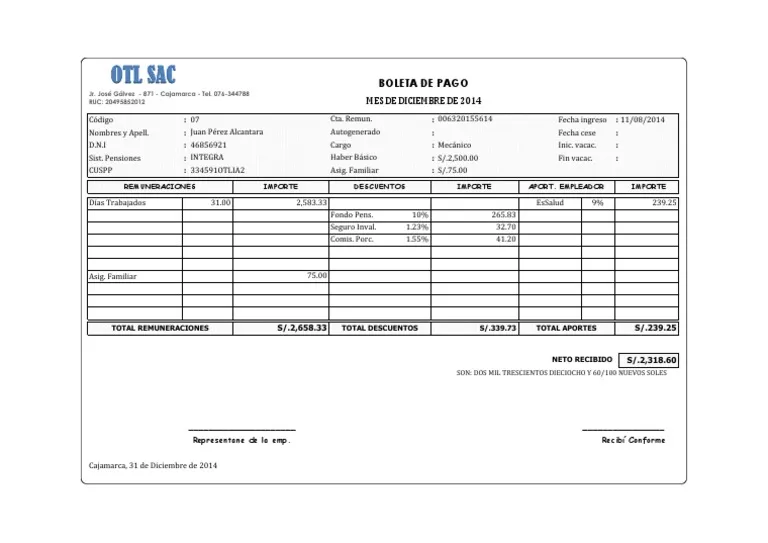 OTL SAC
Jr. José Gálvez - 871 - Cajamarca - Tel. 076-344788
RUC: 20495852012
BOLETA DE PAGO
MES DE DICIEMBRE DE 2014
Código : 07 Cta. Remun. : 006320155614 Fecha ingreso : 11/08/2014
Nombres y Apell. : Juan Pérez Alcantara Autogenerado : Fecha cese :
D.N.I : 46856921 Cargo : Mecánico Inic. vacac. :
Sist. Pensiones : INTEGRA Haber Básico : S/.2,500.00 Fin vacac. :
CUSPP : 334591OTLIA2 Asig. Familiar : S/.75.00
REMUNERACIONES IMPORTE DESCUENTOS IMPORTE APORT. EMPLEADOR IMPORTE
Días Trabajados 31.00 2,583.33 EsSalud 9% 239.25
Fondo Pens. 10% 265.83
Seguro Inval. 1.23% 32.70
Comis. Porc. 1.55% 41.20
Asig. Familiar 75.00
TOTAL REMUNERACIONES S/.2,658.33 TOTAL DESCUENTOS S/.339.73 TOTAL APORTES S/.239.25
NETO RECIBIDO S/.2,318.60
SON: DOS MIL TRESCIENTOS DIECIOCHO Y 60/100 NUEVOS SOLES
Representane de la emp. Recibí Conforme
Cajamarca, 31 de Diciembre de 2014